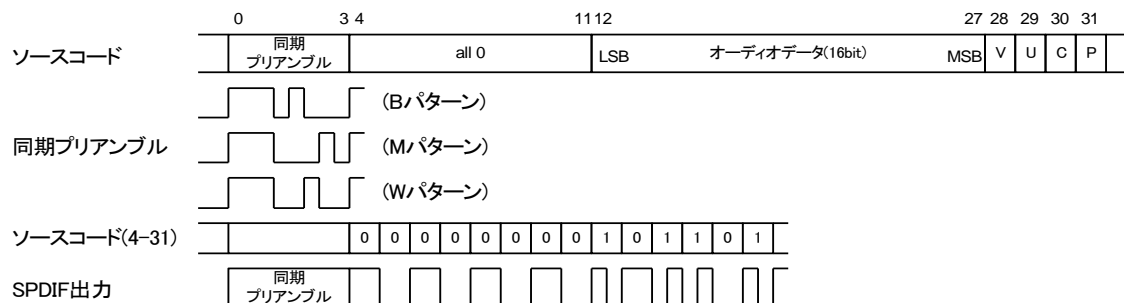 0 3 4 11 12 27 28 29 30 31
ソースコード 同期プリアンブル all 0 LSB オーディオデータ(16bit) MSB V U C P
(Bパターン)
同期プリアンブル (Mパターン)
(Wパターン)
ソースコード(4-31) 0 0 0 0 0 0 0 0 1 0 1 1 0 1
SPDIF出力 同期プリアンブル